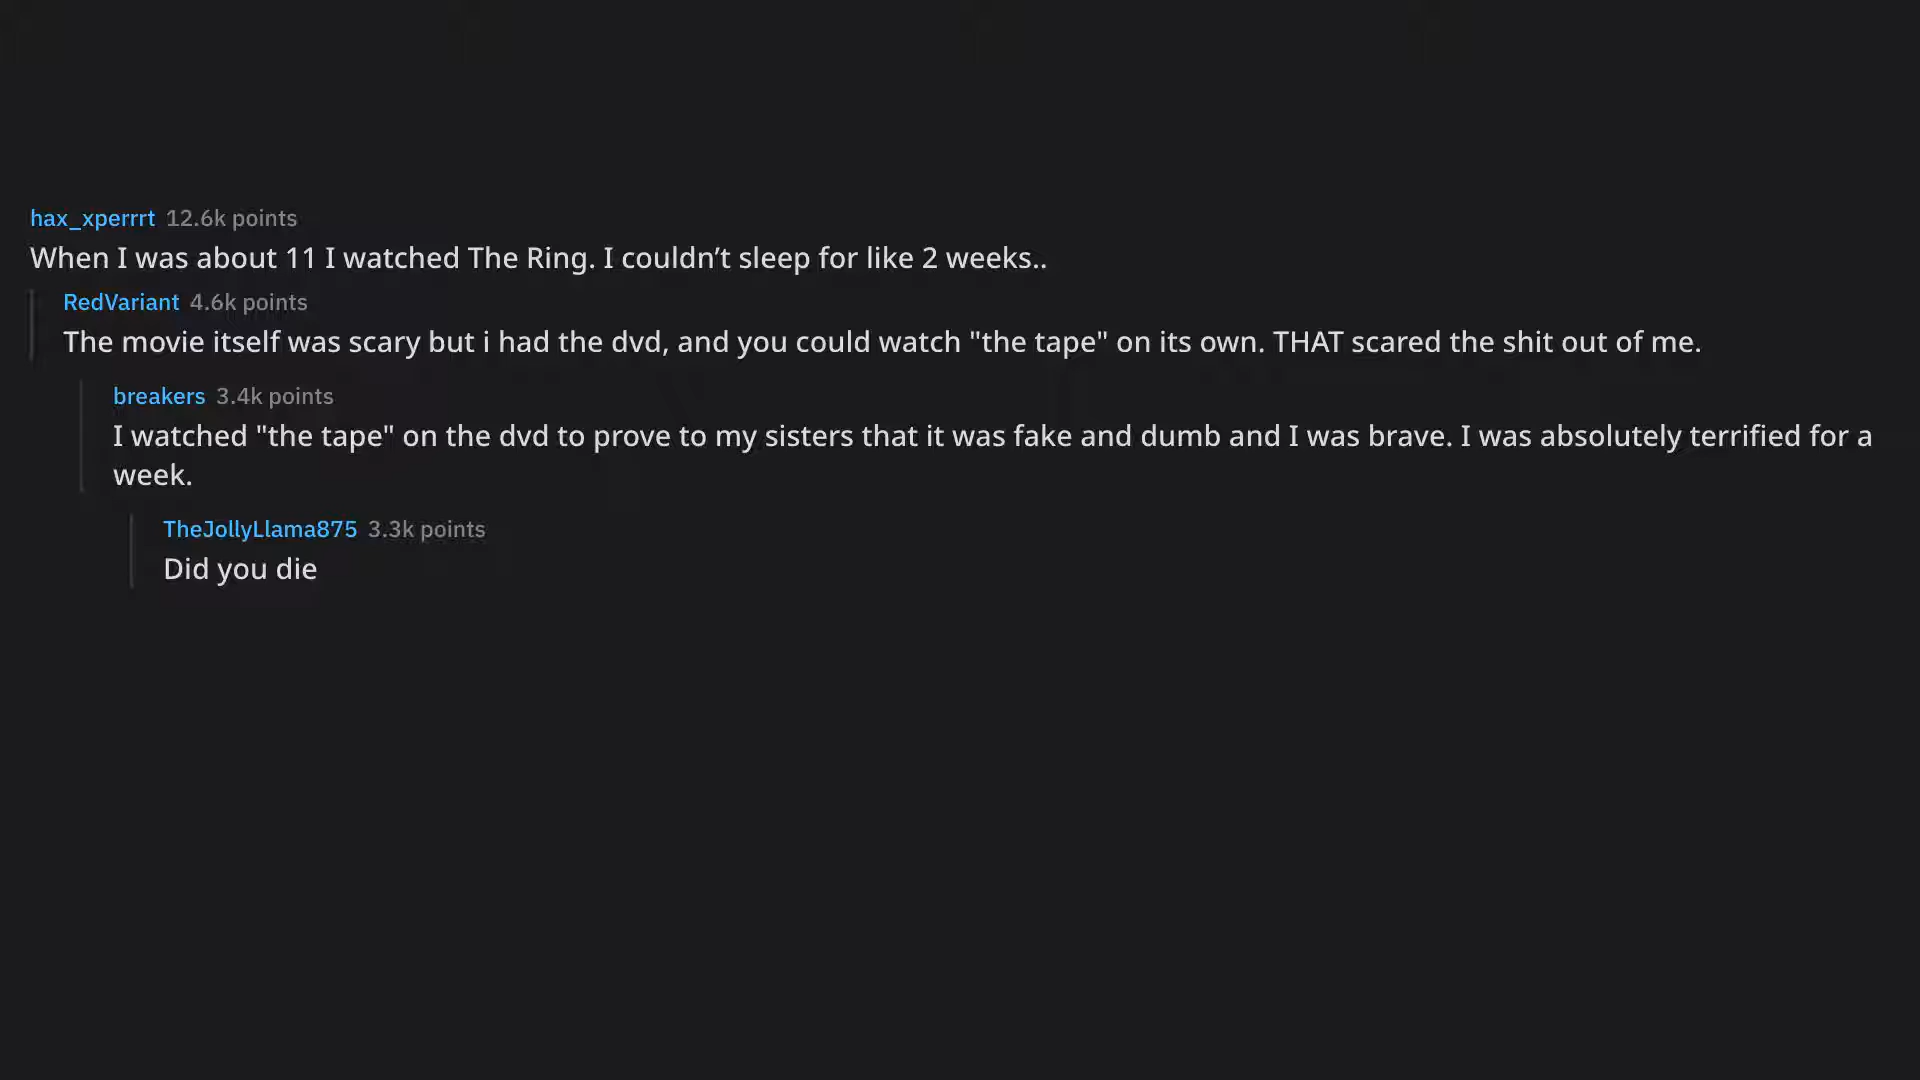 hax_xperrrt 12.6k points
When I was about 11 I watched The Ring. I couldn’t sleep for like 2 weeks..
RedVariant 4.6k points
The movie itself was scary but i had the dvd, and you could watch "the tape" on its own. THAT scared the shit out of me.
breakers 3.4k points
I watched "the tape" on the dvd to prove to my sisters that it was fake and dumb and I was brave. I was absolutely terrified for a
week.
TheJollyLlama875 3.3k points
Did you die